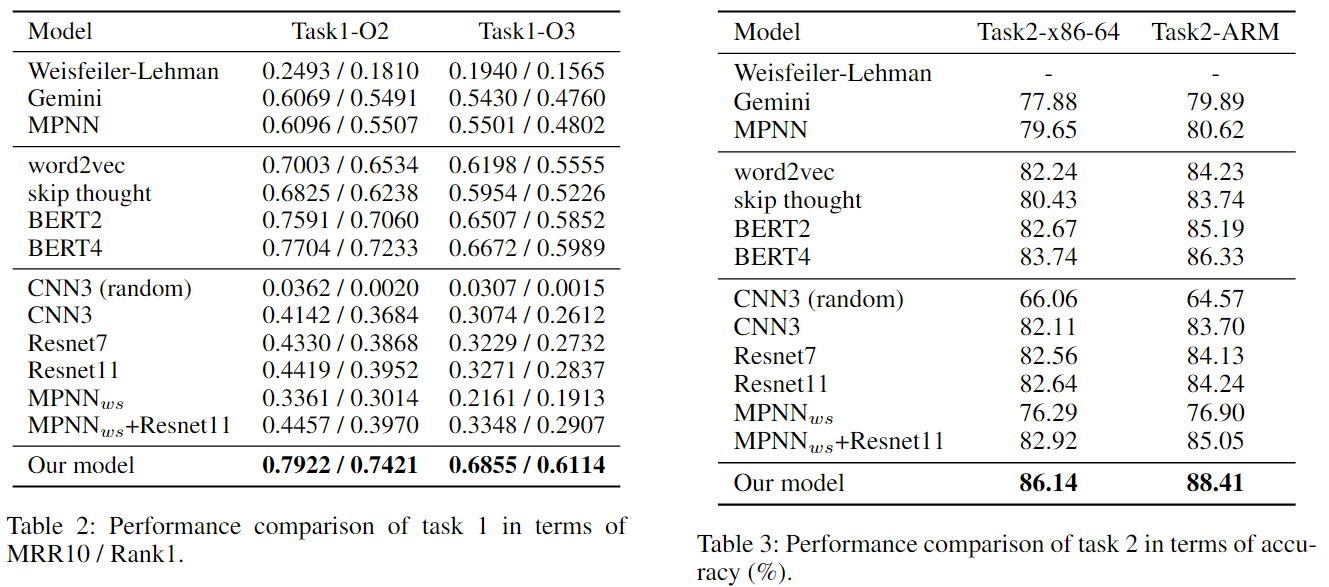 Model Task1-O2 Task1-O3
Weisfeiler-Lehman 0.2493 / 0.1810 0.1940 / 0.1565
Gemini 0.6069 / 0.5491 0.5430 / 0.4760
MPNN 0.6096 / 0.5507 0.5501 / 0.4802
word2vec 0.7003 / 0.6534 0.6198 / 0.5555
skip thought 0.6825 / 0.6238 0.5954 / 0.5226
BERT2 0.7591 / 0.7060 0.6507 / 0.5852
BERT4 0.7704 / 0.7233 0.6672 / 0.5989
CNN3 (random) 0.0362 / 0.0020 0.0307 / 0.0015
CNN3 0.4142 / 0.3684 0.3074 / 0.2612
Resnet7 0.4330 / 0.3868 0.3229 / 0.2732
Resnet11 0.4419 / 0.3952 0.3271 / 0.2837
MPNNws 0.3361 / 0.3014 0.2161 / 0.1913
MPNNws+Resnet11 0.4457 / 0.3970 0.3348 / 0.2907
Our model 0.7922 / 0.7421 0.6855 / 0.6114
Table 2: Performance comparison of task 1 in terms of
MRR10 / Rank1.
Model Task2-x86-64 Task2-ARM
Weisfeiler-Lehman - -
Gemini 77.88 79.89
MPNN 79.65 80.62
word2vec 82.24 84.23
skip thought 80.43 83.74
BERT2 82.67 85.19
BERT4 83.74 86.33
CNN3 (random) 66.06 64.57
CNN3 82.11 83.70
Resnet7 82.56 84.13
Resnet11 82.64 84.24
MPNNws 76.29 76.90
MPNNws+Resnet11 82.92 85.05
Our model 86.14 88.41
Table 3: Performance comparison of task 2 in terms of accu-
racy (%).